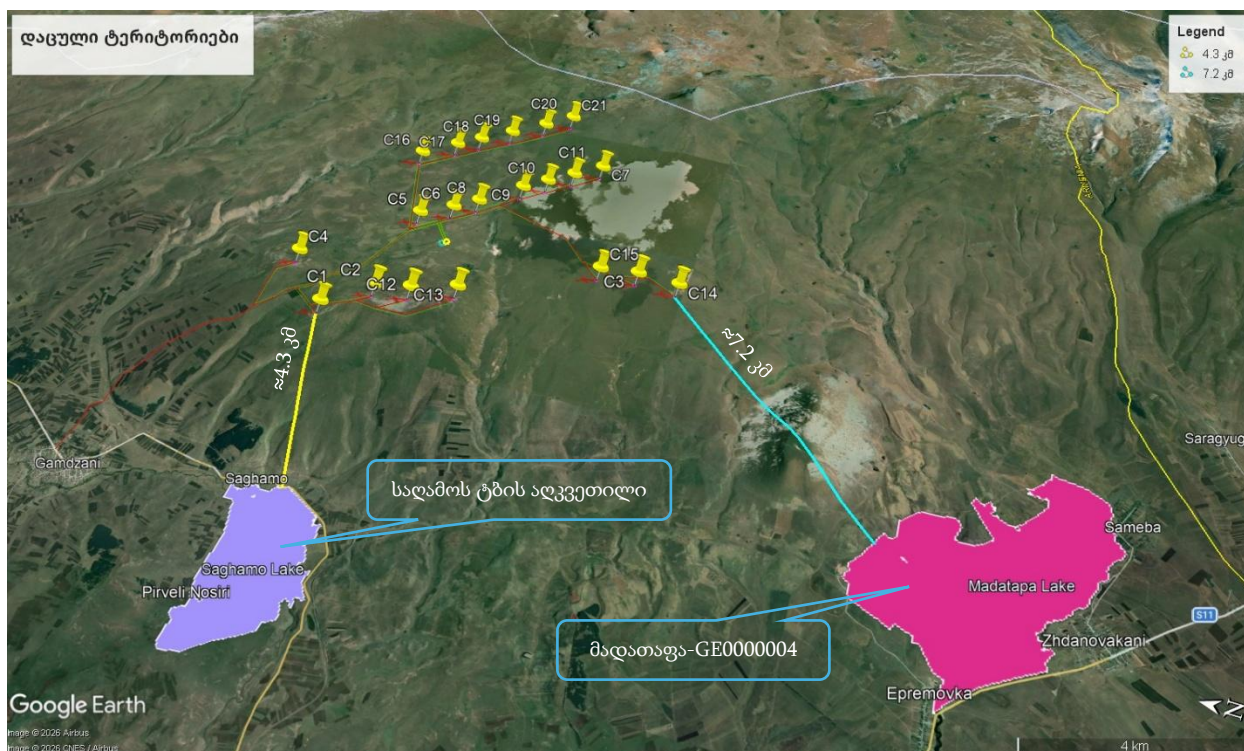 დაცული ტერიტორიები
Legend
4.3 კმ
7.2 კმ
C20
C21
C19
C18
C17
C16
C11
C10
C7
C8
C9
C6
C5
C4
C15
C2
C1
C3
C12
C14
C13
≈4.3 კმ
≈7.2 კმ
Saragyug
Gamdzani
Saghamo
საღამოს ტბის აღკვეთილი
Sameba
Saghamo Lake
Madatapa Lake
Pirveli Nosiri
S11
Zhdanovakani
მადათაფა-GE0000004
Epremovka
Google Earth
N
Image © 2026 Airbus
Image © 2026 CNES / Airbus
4 km